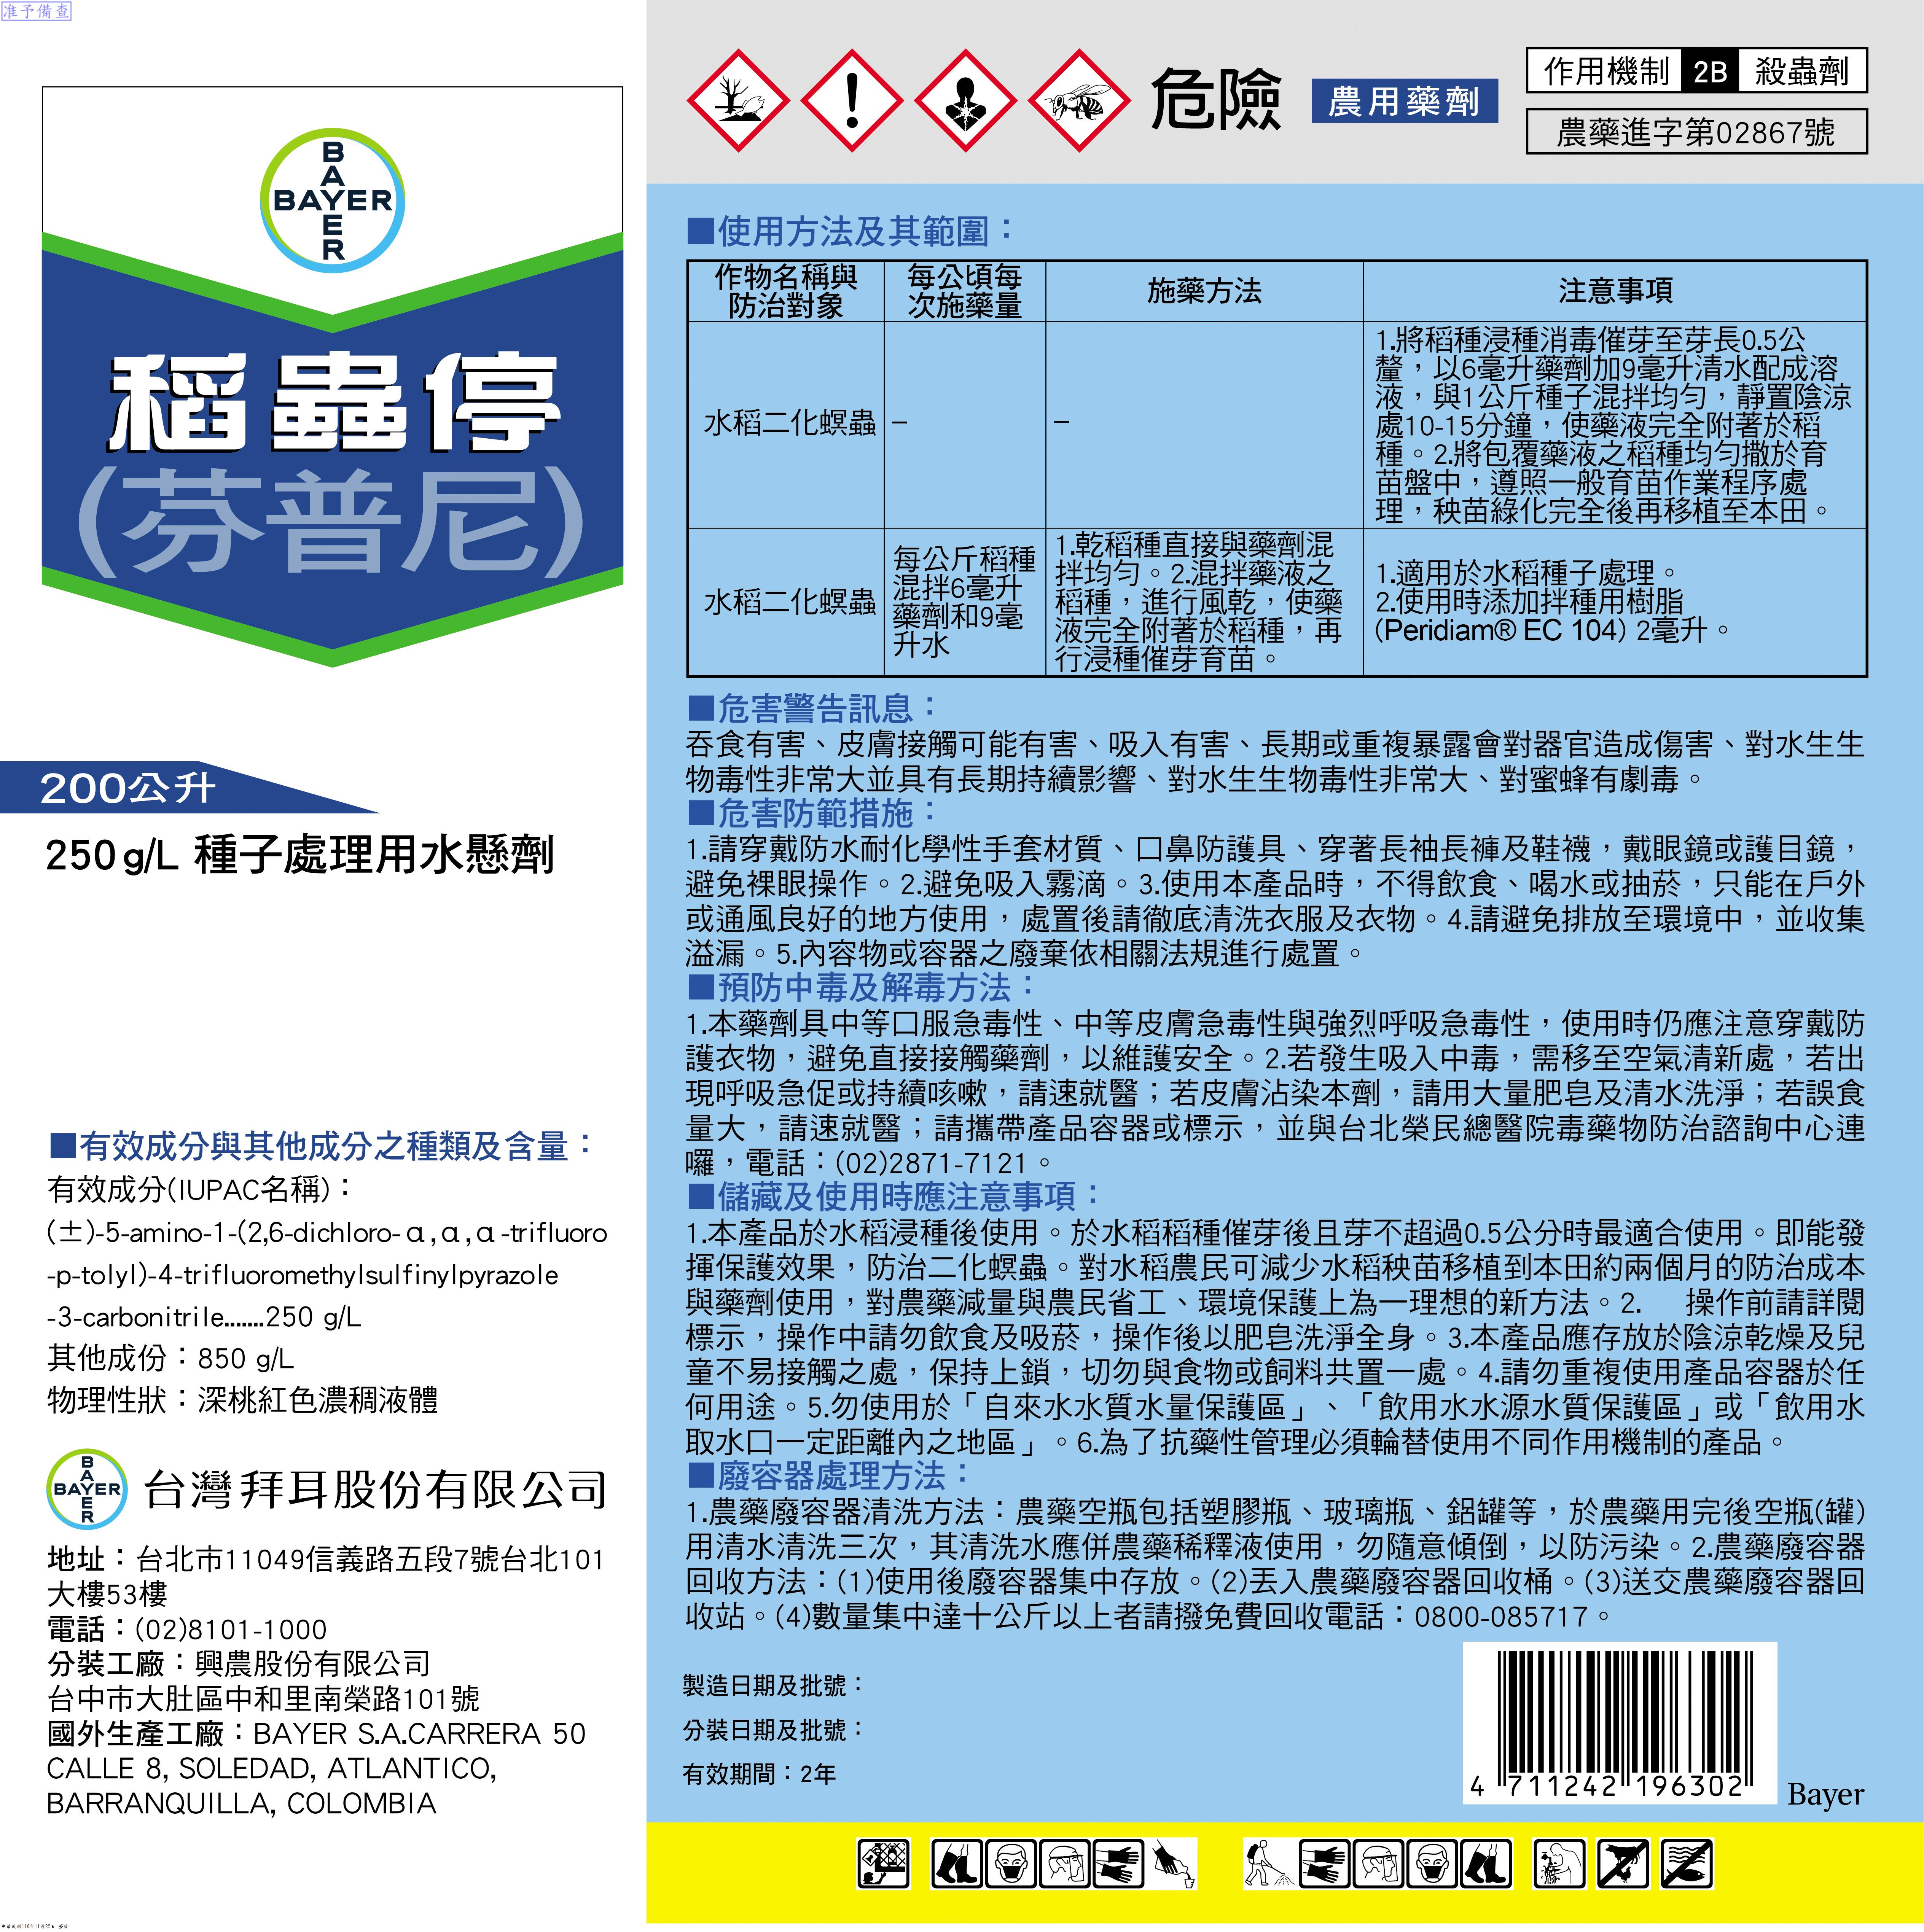 准予備查
BAYER
BAYER
稻蟲停
(芬普尼)
200公升
250 g/L 種子處理用水懸劑
■有效成分與其他成分之種類及含量：
有效成分(IUPAC名稱)：
(±)-5-amino-1-(2,6-dichloro-α,α,α-trifluoro
-p-tolyl)-4-trifluoromethylsulfinylpyrazole
-3-carbonitrile.......250 g/L
其他成份：850 g/L
物理性狀：深桃紅色濃稠液體
BAYER
BAYER
台灣拜耳股份有限公司
地址：台北市11049信義路五段7號台北101
大樓53樓
電話：(02)8101-1000
分裝工廠：興農股份有限公司
台中市大肚區中和里南榮路101號
國外生產工廠：BAYER S.A.CARRERA 50
CALLE 8, SOLEDAD, ATLANTICO,
BARRANQUILLA, COLOMBIA
危險
農用藥劑
作用機制 2B 殺蟲劑
農藥進字第02867號
■使用方法及其範圍：
作物名稱與
防治對象
每公頃每
次施藥量
施藥方法
注意事項
水稻二化螟蟲
–
–
1.將稻種浸種消毒催芽至芽長0.5公
釐，以6毫升藥劑加9毫升清水配成溶
液，與1公斤種子混拌均勻，靜置陰涼
處10-15分鐘，使藥液完全附著於稻
種。2.將包覆藥液之稻種均勻撒於育
苗盤中，遵照一般育苗作業程序處
理，秧苗綠化完全後再移植至本田。
水稻二化螟蟲
每公斤稻種
混拌6毫升
藥劑和9毫
升水
1.乾稻種直接與藥劑混
拌均勻。2.混拌藥液之
稻種，進行風乾，使藥
液完全附著於稻種，再
行浸種催芽育苗。
1.適用於水稻種子處理。
2.使用時添加拌種用樹脂
(Peridiam® EC 104) 2毫升。
■危害警告訊息：
吞食有害、皮膚接觸可能有害、吸入有害、長期或重複暴露會對器官造成傷害、對水生生
物毒性非常大並具有長期持續影響、對水生生物毒性非常大、對蜜蜂有劇毒。
■危害防範措施：
1.請穿戴防水耐化學性手套材質、口鼻防護具、穿著長袖長褲及鞋襪，戴眼鏡或護目鏡，
避免裸眼操作。2.避免吸入霧滴。3.使用本產品時，不得飲食、喝水或抽菸，只能在戶外
或通風良好的地方使用，處置後請徹底清洗衣服及衣物。4.請避免排放至環境中，並收集
溢漏。5.內容物或容器之廢棄依相關法規進行處置。
■預防中毒及解毒方法：
1.本藥劑具中等口服急毒性、中等皮膚急毒性與強烈呼吸急毒性，使用時仍應注意穿戴防
護衣物，避免直接接觸藥劑，以維護安全。2.若發生吸入中毒，需移至空氣清新處，若出
現呼吸急促或持續咳嗽，請速就醫；若皮膚沾染本劑，請用大量肥皂及清水洗淨；若誤食
量大，請速就醫；請攜帶產品容器或標示，並與台北榮民總醫院毒藥物防治諮詢中心連
囉，電話：(02)2871-7121。
■儲藏及使用時應注意事項：
1.本產品於水稻浸種後使用。於水稻稻種催芽後且芽不超過0.5公分時最適合使用。即能發
揮保護效果，防治二化螟蟲。對水稻農民可減少水稻秧苗移植到本田約兩個月的防治成本
與藥劑使用，對農藥減量與農民省工、環境保護上為一理想的新方法。2. 操作前請詳閱
標示，操作中請勿飲食及吸菸，操作後以肥皂洗淨全身。3.本產品應存放於陰涼乾燥及兒
童不易接觸之處，保持上鎖，切勿與食物或飼料共置一處。4.請勿重複使用產品容器於任
何用途。5.勿使用於「自來水水質水量保護區」、「飲用水水源水質保護區」或「飲用水
取水口一定距離內之地區」。6.為了抗藥性管理必須輪替使用不同作用機制的產品。
■廢容器處理方法：
1.農藥廢容器清洗方法：農藥空瓶包括塑膠瓶、玻璃瓶、鋁罐等，於農藥用完後空瓶(罐)
用清水清洗三次，其清洗水應併農藥稀釋液使用，勿隨意傾倒，以防污染。2.農藥廢容器
回收方法：(1)使用後廢容器集中存放。(2)丟入農藥廢容器回收桶。(3)送交農藥廢容器回
收站。(4)數量集中達十公斤以上者請撥免費回收電話：0800-085717。
製造日期及批號：
分裝日期及批號：
有效期間：2年
4 711242 196302
Bayer